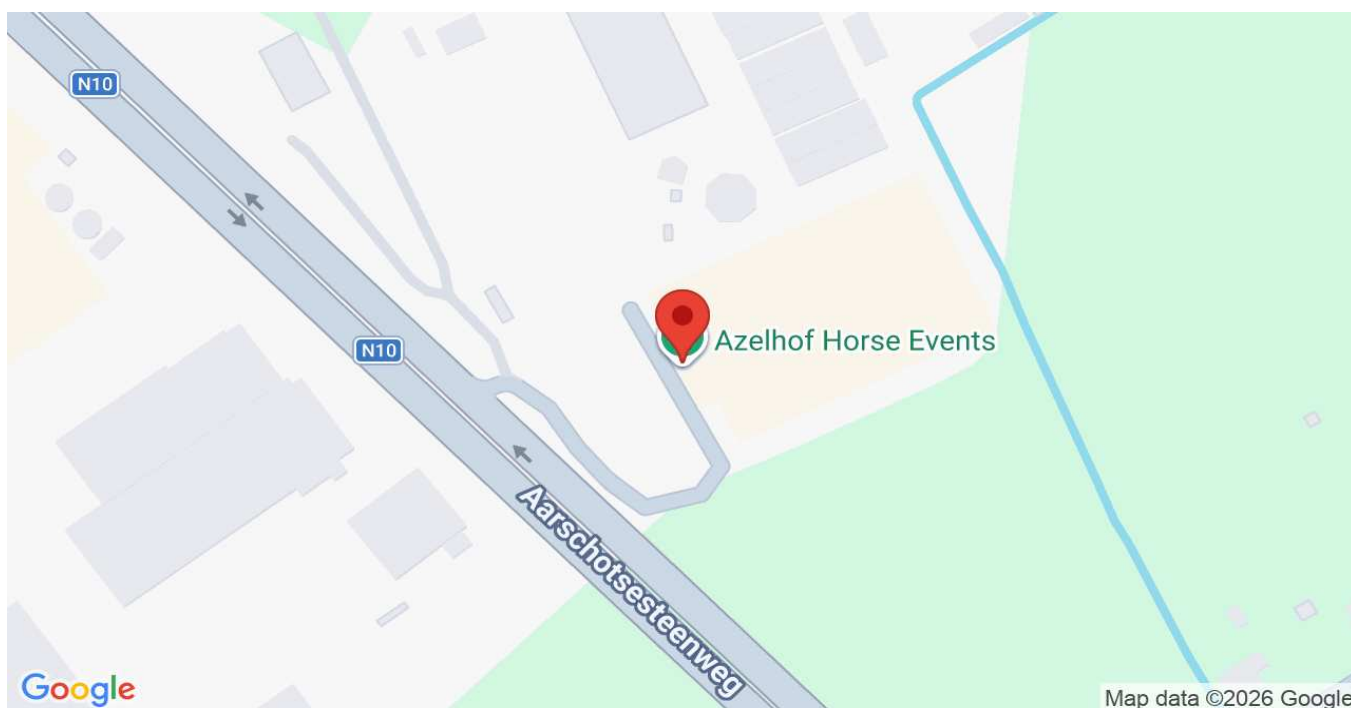 N10
N10
Azelhof Horse Events
Aarschotsesteenweg
Google
Map data ©2026 Google